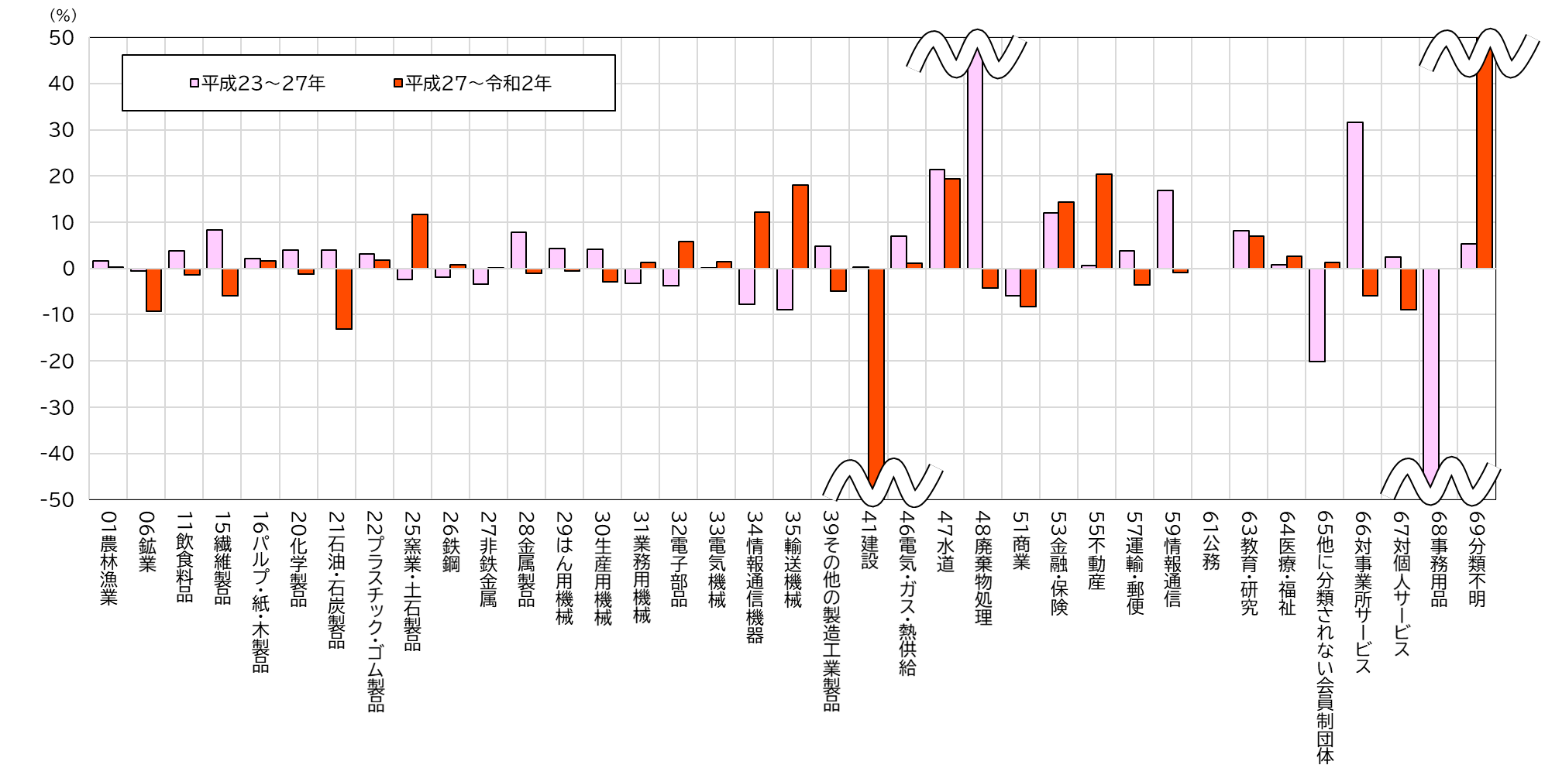 (%)
50
40
30
20
10
0
-10
-20
-30
-40
-50
平成23～27年
平成27～令和2年
01農林漁業
06鉱業
11飲食料品
15繊維製品
16パルプ・紙・木製品
20化学製品
21石油・石炭製品
22プラスチック・ゴム製品
25窯業・土石製品
26鉄鋼
27非鉄金属
28金属製品
29はん用機械
30生産用機械
31業務用機械
32電子部品
33電気機械
34情報通信機器
35輸送機械
39その他の製造工業製品
41建設
46電気・ガス・熱供給
47水道
48廃棄物処理
51商業
53金融・保険
55不動産
57運輸・郵便
59情報通信
61公務
63教育・研究
64医療・福祉
65他に分類されない会員制団体
66対事業所サービス
67対個人サービス
68事務用品
69分類不明